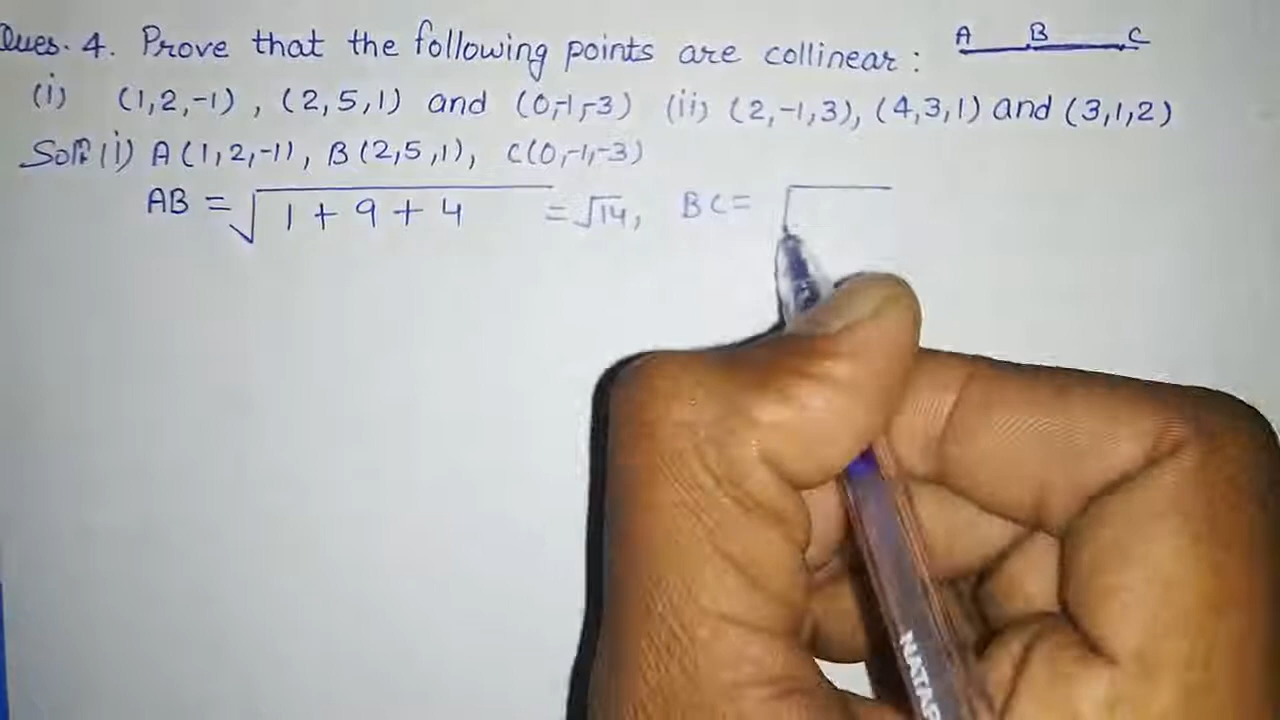 Ques. 4. Prove that the following points are collinear : A B C
(i) (1,2,-1) , (2,5,1) and (0,-1,-3) (ii) (2,-1,3), (4,3,1) and (3,1,2)
Solⁿ. (i) A(1,2,-1), B(2,5,1), C(0,-1,-3)
AB = √1 + 9 + 4 = √14, BC = √
NATAR